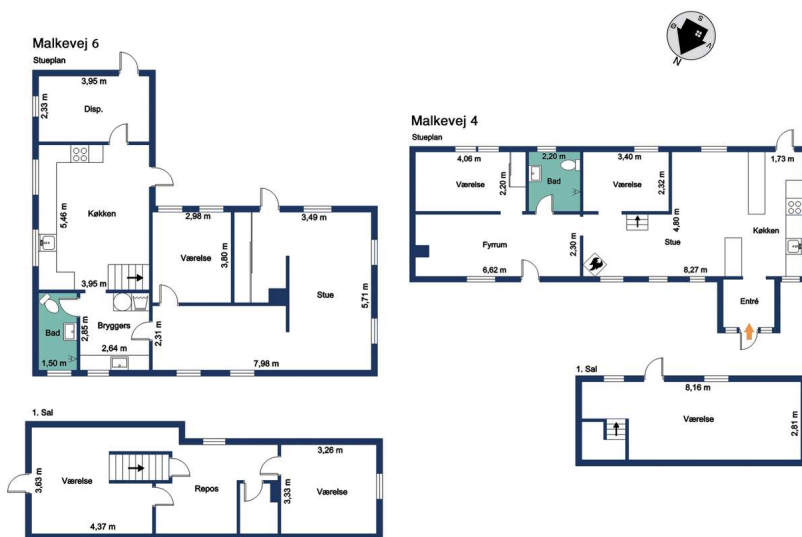 Malkevej 6
Stueplan
3,95 m
2,33 m
Disp.
5,46 m
Køkken
3,95 m
2,98 m
Værelse
3,80 m
3,49 m
Stue
5,71 m
Bad
2,85 m
Bryggers
2,31 m
2,64 m
1,50 m
7,98 m
1. Sal
3,63 m
Værelse
4,37 m
Repos
3,26 m
3,33 m
Værelse
S
Ø
V
N
Malkevej 4
Stueplan
4,06 m
Værelse
2,20 m
2,20 m
Bad
3,40 m
Værelse
2,32 m
1,73 m
Fyrrum
6,62 m
2,30 m
4,80 m
Stue
8,27 m
Køkken
Entré
1. Sal
8,16 m
Værelse
2,81 m